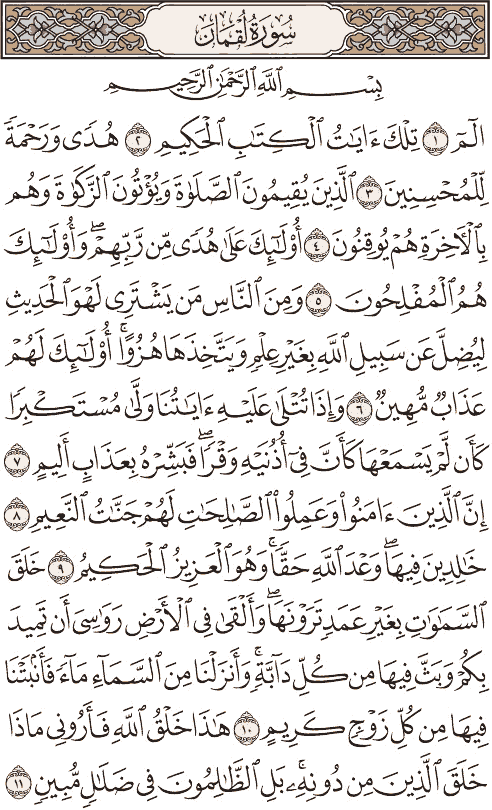 سُورَةُ لُقْمَانَ
بِسْمِ ٱللَّهِ ٱلرَّحْمَٰنِ ٱلرَّحِيمِ
الٓمٓ ١ تِلْكَ ءَايَٰتُ ٱلْكِتَٰبِ ٱلْحَكِيمِ ٢ هُدًى وَرَحْمَةً
لِّلْمُحْسِنِينَ ٣ ٱلَّذِينَ يُقِيمُونَ ٱلصَّلَوٰةَ وَيُؤْتُونَ ٱلزَّكَوٰةَ وَهُم
بِٱلْءَاخِرَةِ هُمْ يُوقِنُونَ ٤ أُو۟لَٰٓئِكَ عَلَىٰ هُدًى مِّن رَّبِّهِمْ ۖ وَأُو۟لَٰٓئِكَ
هُمُ ٱلْمُفْلِحُونَ ٥ وَمِنَ ٱلنَّاسِ مَن يَشْتَرِى لَهْوَ ٱلْحَدِيثِ
لِيُضِلَّ عَن سَبِيلِ ٱللَّهِ بِغَيْرِ عِلْمٍ وَيَتَّخِذَهَا هُزُوًا ۚ أُو۟لَٰٓئِكَ لَهُمْ
عَذَابٌ مُّهِينٌ ٦ وَإِذَا تُتْلَىٰ عَلَيْهِ ءَايَٰتُنَا وَلَّىٰ مُسْتَكْبِرًا
كَأَن لَّمْ يَسْمَعْهَا كَأَنَّ فِىٓ أُذُنَيْهِ وَقْرًا ۖ فَبَشِّرْهُ بِعَذَابٍ أَلِيمٍ ٧
إِنَّ ٱلَّذِينَ ءَامَنُوا۟ وَعَمِلُوا۟ ٱلصَّٰلِحَٰتِ لَهُمْ جَنَّٰتُ ٱلنَّعِيمِ ٨
خَٰلِدِينَ فِيهَا ۖ وَعْدَ ٱللَّهِ حَقًّا ۚ وَهُوَ ٱلْعَزِيزُ ٱلْحَكِيمُ ٩ خَلَقَ
ٱلسَّمَٰوَٰتِ بِغَيْرِ عَمَدٍ تَرَوْنَهَا ۖ وَأَلْقَىٰ فِى ٱلْأَرْضِ رَوَٰسِىَ أَن تَمِيدَ
بِكُمْ وَبَثَّ فِيهَا مِن كُلِّ دَآبَّةٍ ۚ وَأَنزَلْنَا مِنَ ٱلسَّمَآءِ مَآءً فَأَنۢبَتْنَا
فِيهَا مِن كُلِّ زَوْجٍ كَرِيمٍ ١٠ هَٰذَا خَلْقُ ٱللَّهِ فَأَرُونِى مَاذَا
خَلَقَ ٱلَّذِينَ مِن دُونِهِۦ ۚ بَلِ ٱلظَّٰلِمُونَ فِى ضَلَٰلٍ مُّبِينٍ ١١